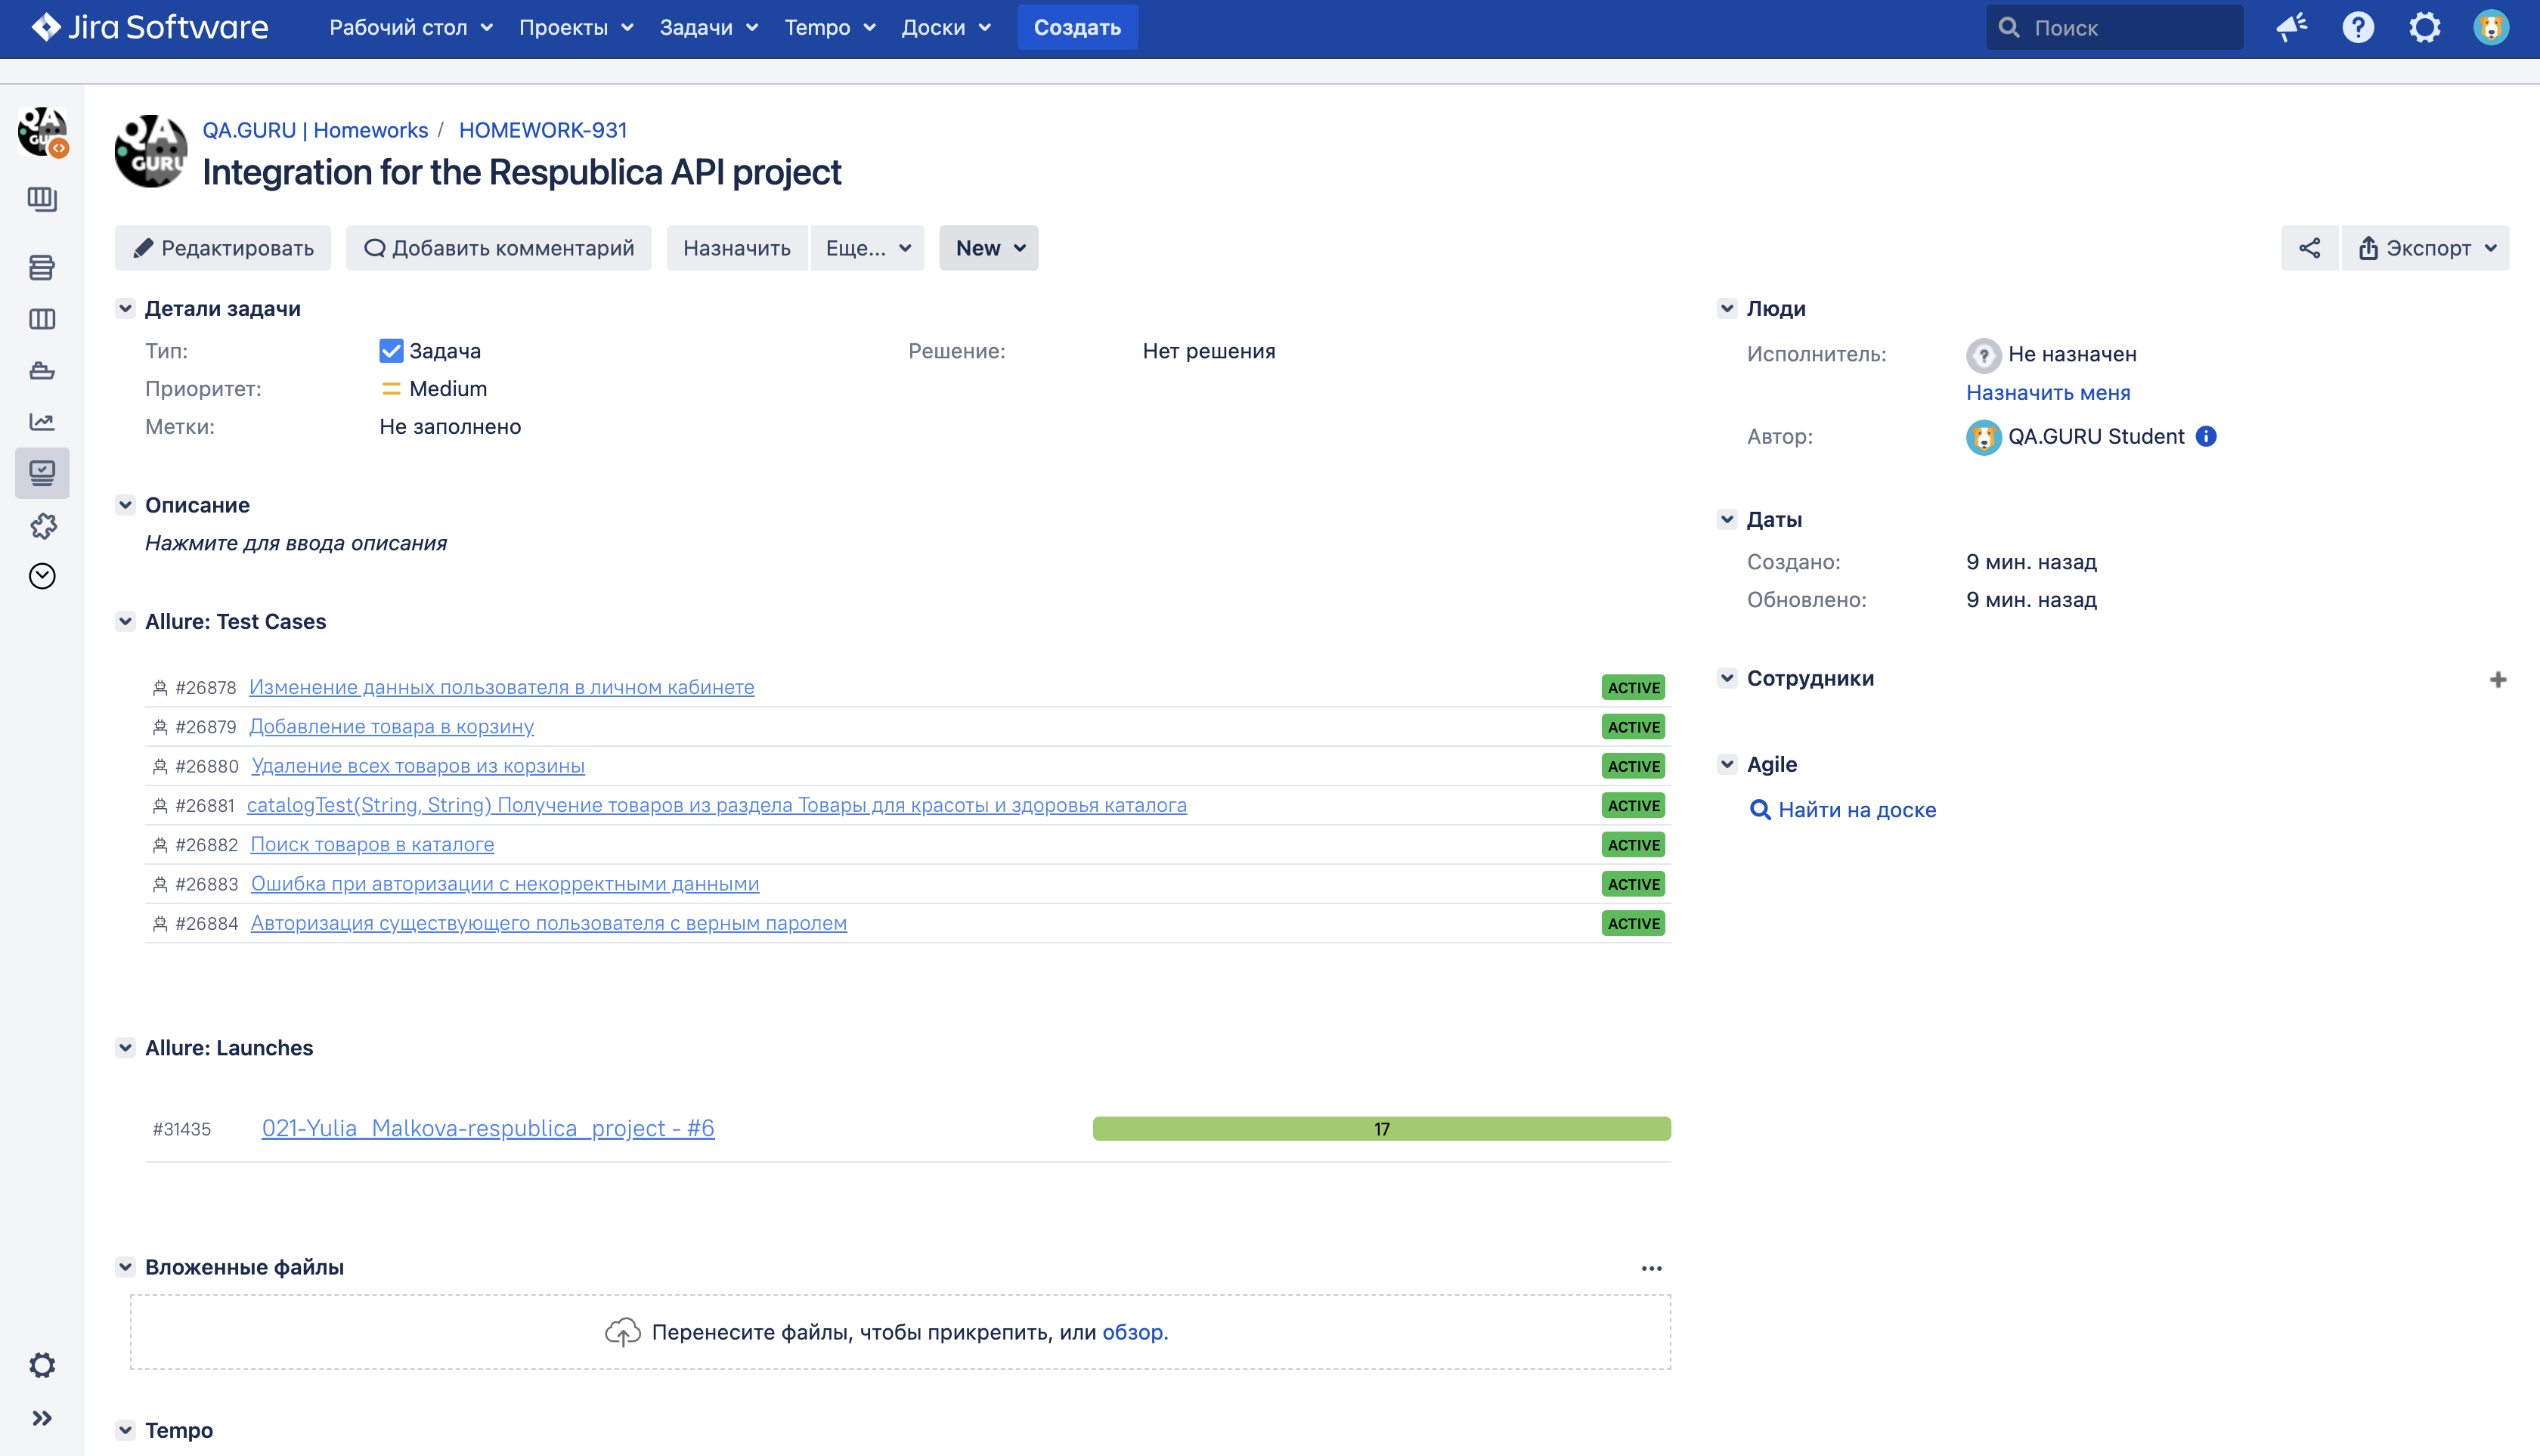 Jira Software
Рабочий стол
Проекты
Задачи
Tempo
Доски
Создать
Поиск
QA GURU
QA.GURU | Homeworks / HOMEWORK-931
Integration for the Respublica API project
Редактировать
Добавить комментарий
Назначить
Еще...
New
Экспорт
Детали задачи
Тип: Задача
Решение: Нет решения
Приоритет: Medium
Метки: Не заполнено
Описание
Нажмите для ввода описания
Allure: Test Cases
#26878 Изменение данных пользователя в личном кабинете ACTIVE
#26879 Добавление товара в корзину ACTIVE
#26880 Удаление всех товаров из корзины ACTIVE
#26881 catalogTest(String, String) Получение товаров из раздела Товары для красоты и здоровья каталога ACTIVE
#26882 Поиск товаров в каталоге ACTIVE
#26883 Ошибка при авторизации с некорректными данными ACTIVE
#26884 Авторизация существующего пользователя с верным паролем ACTIVE
Allure: Launches
#31435 021-Yulia_Malkova-respublica_project - #6 17
Вложенные файлы
Перенесите файлы, чтобы прикрепить, или обзор.
Tempo
Люди
Исполнитель: Не назначен
Назначить меня
Автор: QA.GURU Student
Даты
Создано: 9 мин. назад
Обновлено: 9 мин. назад
Сотрудники
Agile
Найти на доске